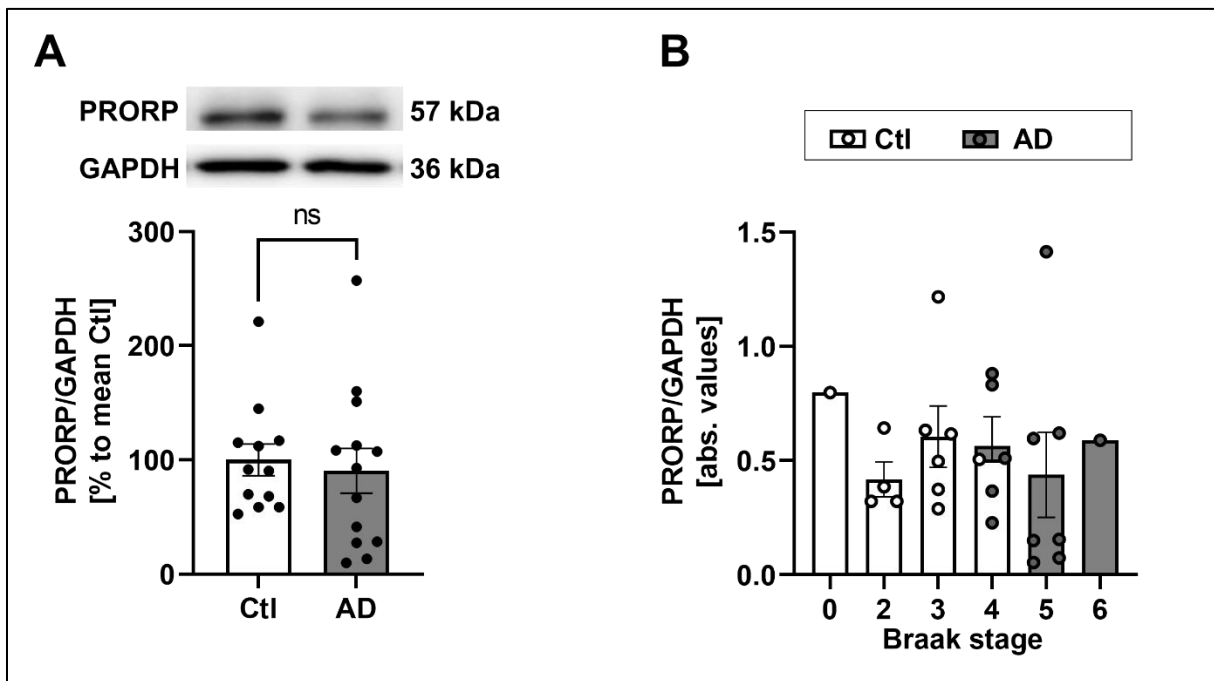 A
PRORP 57 kDa
GAPDH 36 kDa
ns
300
200
100
0
PRORP/GAPDH
[% to mean Ctl]
Ctl AD
B
Ctl AD
1.5
1.0
0.5
0.0
PRORP/GAPDH
[abs. values]
0 2 3 4 5 6
Braak stage